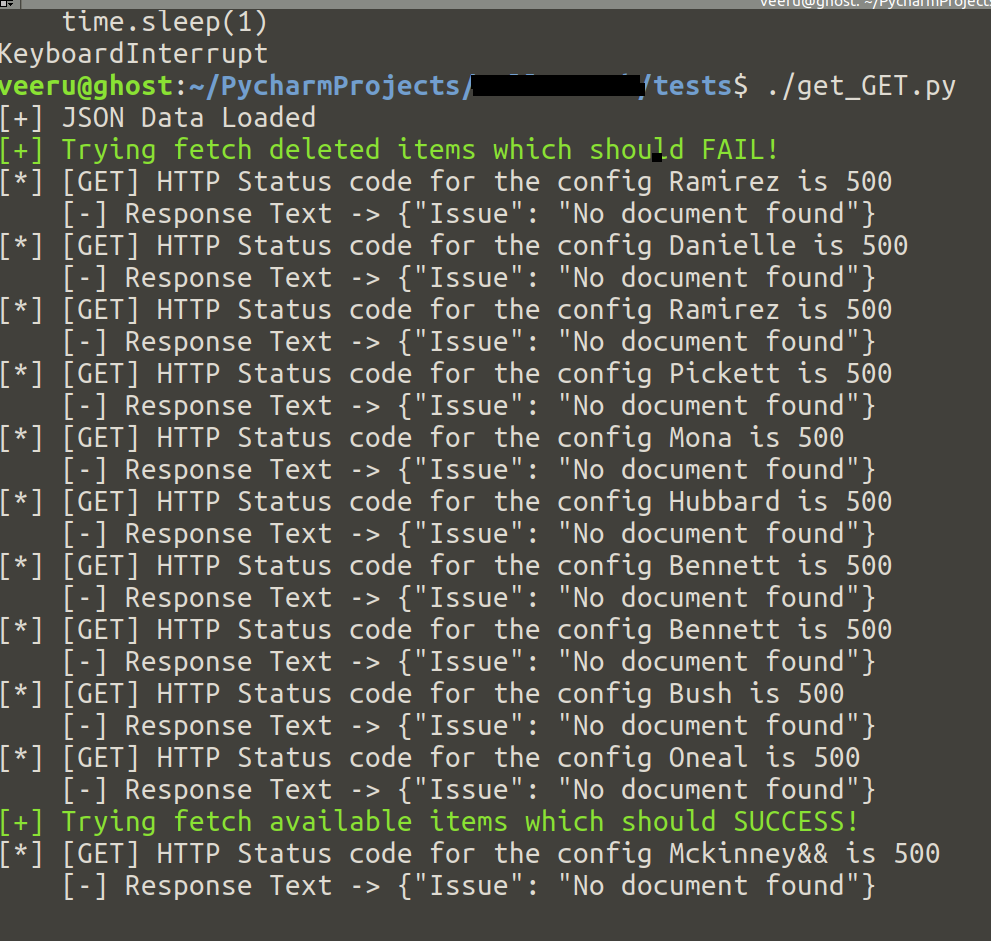 veeru@ghost: ~/PycharmProjects
    time.sleep(1)
KeyboardInterrupt
veeru@ghost:~/PycharmProjects/ /tests$ ./get_GET.py
[+] JSON Data Loaded
[+] Trying fetch deleted items which should FAIL!
[*] [GET] HTTP Status code for the config Ramirez is 500
    [-] Response Text -> {"Issue": "No document found"}
[*] [GET] HTTP Status code for the config Danielle is 500
    [-] Response Text -> {"Issue": "No document found"}
[*] [GET] HTTP Status code for the config Ramirez is 500
    [-] Response Text -> {"Issue": "No document found"}
[*] [GET] HTTP Status code for the config Pickett is 500
    [-] Response Text -> {"Issue": "No document found"}
[*] [GET] HTTP Status code for the config Mona is 500
    [-] Response Text -> {"Issue": "No document found"}
[*] [GET] HTTP Status code for the config Hubbard is 500
    [-] Response Text -> {"Issue": "No document found"}
[*] [GET] HTTP Status code for the config Bennett is 500
    [-] Response Text -> {"Issue": "No document found"}
[*] [GET] HTTP Status code for the config Bennett is 500
    [-] Response Text -> {"Issue": "No document found"}
[*] [GET] HTTP Status code for the config Bush is 500
    [-] Response Text -> {"Issue": "No document found"}
[*] [GET] HTTP Status code for the config Oneal is 500
    [-] Response Text -> {"Issue": "No document found"}
[+] Trying fetch available items which should SUCCESS!
[*] [GET] HTTP Status code for the config Mckinney&& is 500
    [-] Response Text -> {"Issue": "No document found"}